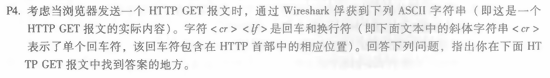 P4. 考虑当浏览器发送一个 HTTP GET 报文时，通过 Wireshark 俘获到下列 ASCII 字符串（即这是一个
HTTP GET 报文的实际内容）。字符 <cr> <lf> 是回车和换行符（即下面文本中的斜体字符串 <cr>
表示了单个回车符，该回车符包含在 HTTP 首部中的相应位置）。回答下列问题，指出你在下面 HT
TP GET 报文中找到答案的地方。